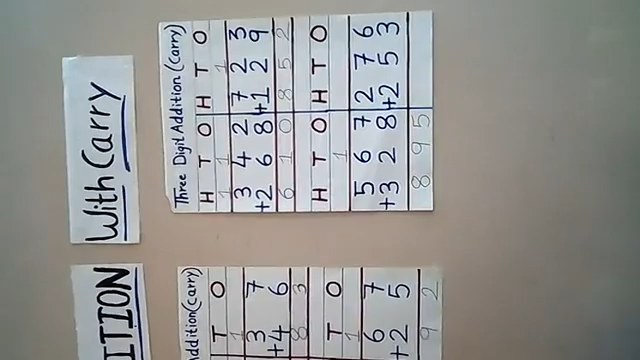 ITION With Carry
ddition(carry)
T O
1
3 7
+4 6
8 3
T O
1
6 7
+2 5
9 2
Three Digit Addition (Carry)
H T O H T O
1 1 1
3 4 2 7 2 3
+2 6 8 +1 2 9
6 1 0 8 5 2
H T O H T O
1
5 6 7 2 7 6
+3 2 8 +2 5 3
8 9 5